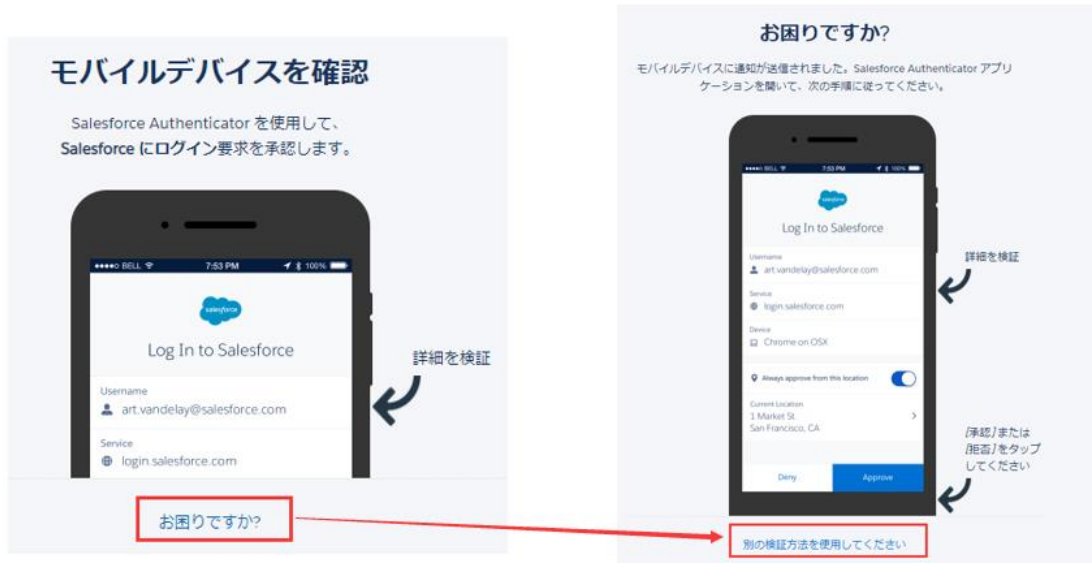 モバイルデバイスを確認
Salesforce Authenticator を使用して、
Salesforce にログイン要求を承認します。
●●●●○ BELL 7:53 PM 100%
salesforce
Log In to Salesforce
Username
art.vandelay@salesforce.com
Service
login.salesforce.com
詳細を検証
お困りですか?
お困りですか?
モバイルデバイスに通知が送信されました。Salesforce Authenticator アプリ
ケーションを開いて、次の手順に従ってください。
●●●●○ BELL 7:53 PM 100%
salesforce
Log In to Salesforce
Username
art.vandelay@salesforce.com
Service
login.salesforce.com
Device
Chrome on OSX
Always approve from this location
Current Location
1 Market St
San Francisco, CA
Deny Approve
詳細を検証
[承認] または
[拒否] をタップ
してください
別の検証方法を使用してください